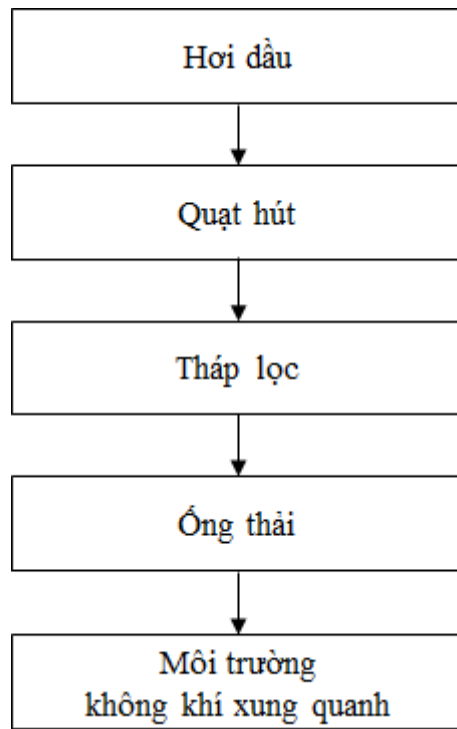 Hơi dầu
Quạt hút
Tháp lọc
Ống thải
Môi trường
không khí xung quanh